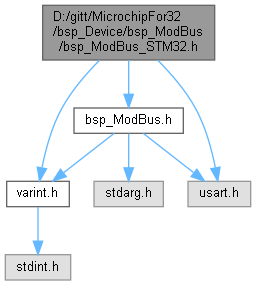 D:/gitt/MicrochipFor32
/bsp_Device/bsp_ModBus
/bsp_ModBus_STM32.h
bsp_ModBus.h
varint.h
stdarg.h
usart.h
stdint.h